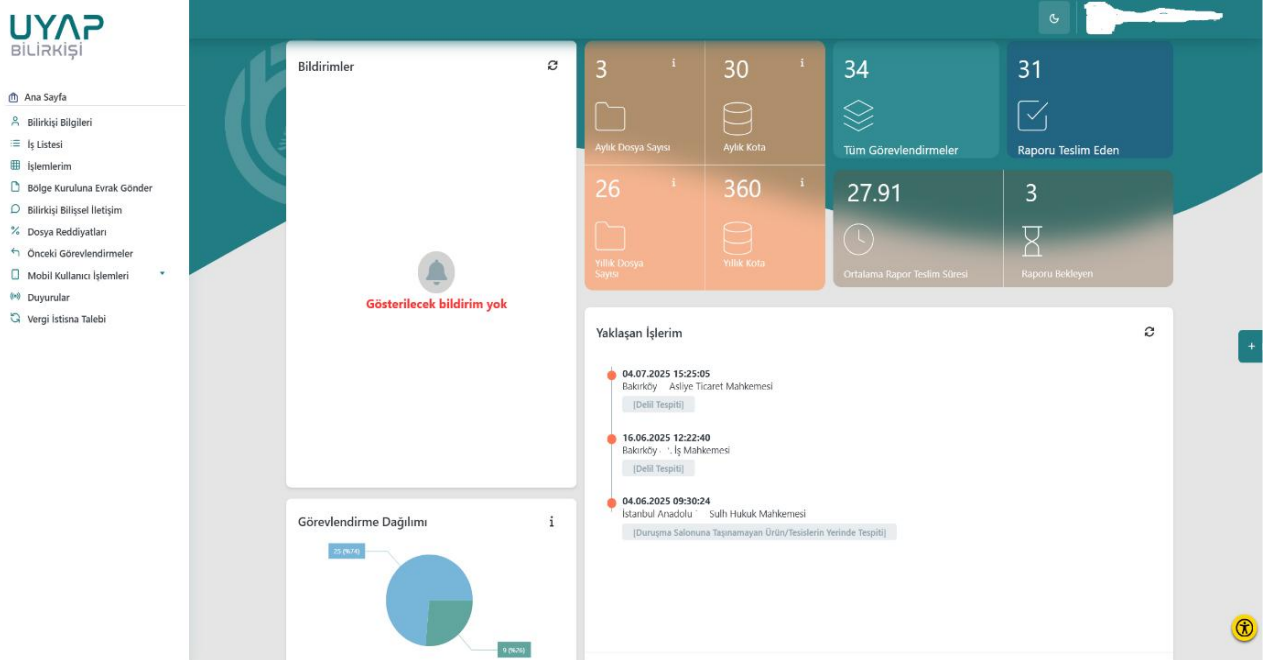 UYAP
BİLİRKİŞİ
Ana Sayfa
Bilirkişi Bilgileri
İş Listesi
İşlemlerim
Bölge Kuruluna Evrak Gönder
Bilirkişi Bilişsel İletişim
Dosya Reddiyatları
Önceki Görevlendirmeler
Mobil Kullanıcı İşlemleri
Duyurular
Vergi İstisna Talebi
Bildirimler
Gösterilecek bildirim yok
Görevlendirme Dağılımı
25 (%74)
9 (%26)
3
Aylık Dosya Sayısı
30
Aylık Kota
26
Yıllık Dosya
Sayısı
360
Yıllık Kota
34
Tüm Görevlendirmeler
31
Raporu Teslim Eden
27.91
Ortalama Rapor Teslim Süresi
3
Raporu Bekleyen
Yaklaşan İşlerim
04.07.2025 15:25:05
Bakırköy Asliye Ticaret Mahkemesi
[Delil Tespiti]
16.06.2025 12:22:40
Bakırköy . İş Mahkemesi
[Delil Tespiti]
04.06.2025 09:30:24
İstanbul Anadolu Sulh Hukuk Mahkemesi
[Duruşma Salonuna Taşınamayan Ürün/Tesislerin Yerinde Tespiti]
+